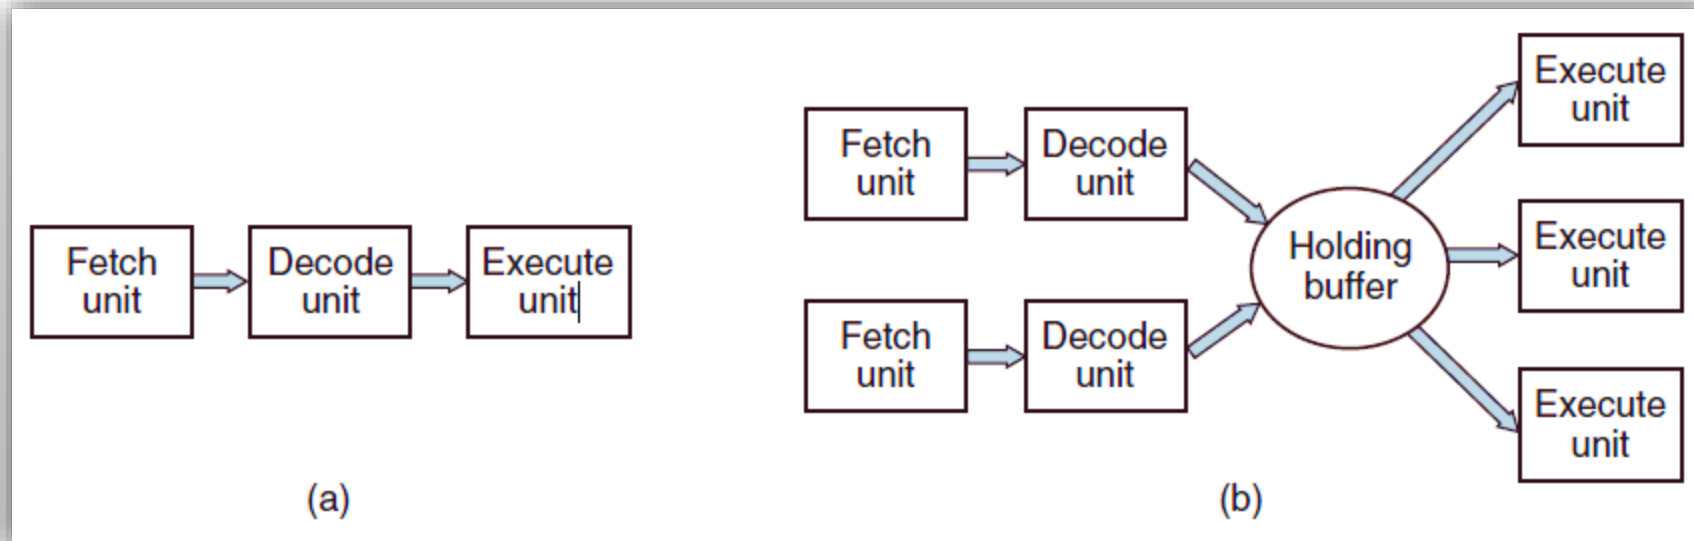 Fetch
unit
Decode
unit
Execute
unit
(a)
Fetch
unit
Decode
unit
Fetch
unit
Decode
unit
Holding
buffer
Execute
unit
Execute
unit
Execute
unit
(b)